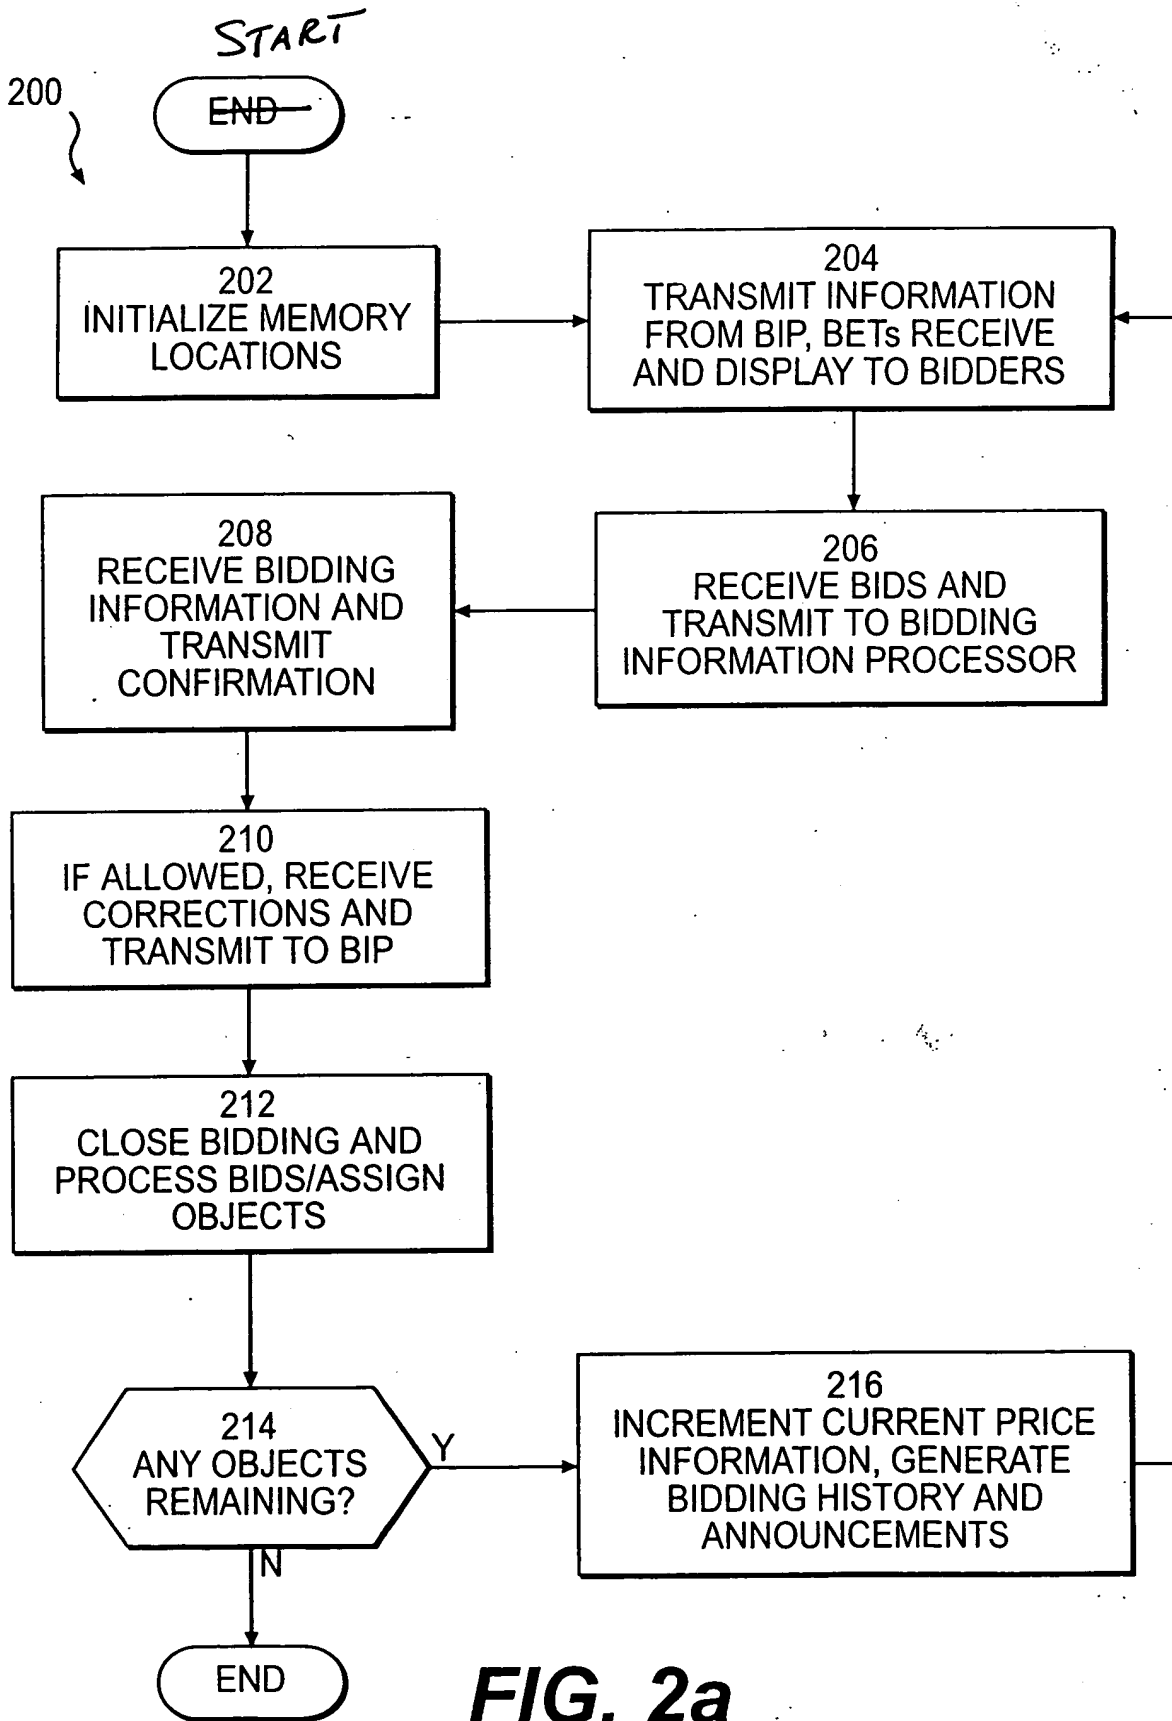 START
200
END
202
INITIALIZE MEMORY
LOCATIONS
204
TRANSMIT INFORMATION
FROM BIP, BETs RECEIVE
AND DISPLAY TO BIDDERS
208
RECEIVE BIDDING
INFORMATION AND
TRANSMIT
CONFIRMATION
206
RECEIVE BIDS AND
TRANSMIT TO BIDDING
INFORMATION PROCESSOR
210
IF ALLOWED, RECEIVE
CORRECTIONS AND
TRANSMIT TO BIP
212
CLOSE BIDDING AND
PROCESS BIDS/ASSIGN
OBJECTS
214
ANY OBJECTS
REMAINING?
Y
N
216
INCREMENT CURRENT PRICE
INFORMATION, GENERATE
BIDDING HISTORY AND
ANNOUNCEMENTS
END
FIG. 2a